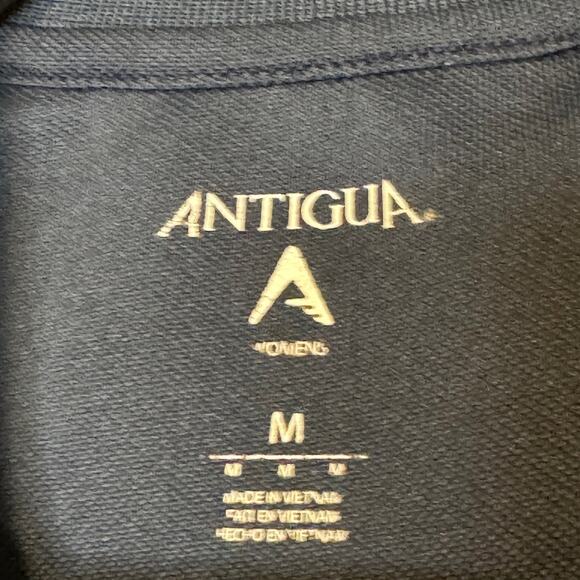 ANTIGUA®
WOMENS
M
M M M
MADE IN VIETNAM
FAIT EN VIETNAM
HECHO EN VIETNAM